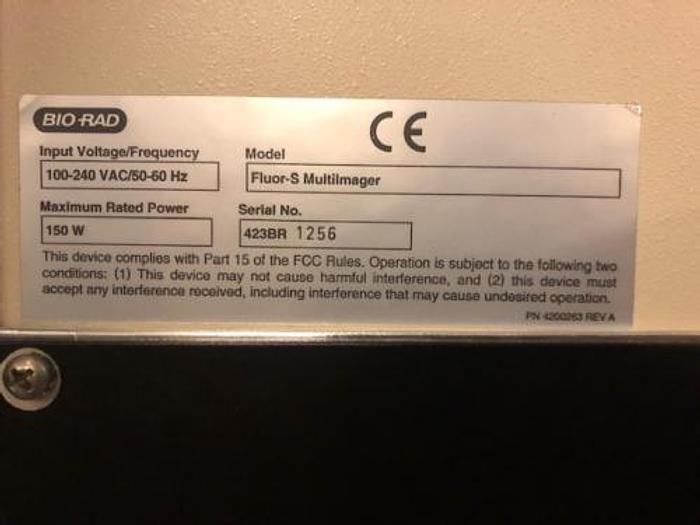 BIO-RAD
CE
Input Voltage/Frequency
Model
100-240 VAC/50-60 Hz
Fluor-S MultiImager
Maximum Rated Power
Serial No.
150 W
423BR 1256
This device complies with Part 15 of the FCC Rules. Operation is subject to the following two
conditions: (1) This device may not cause harmful interference, and (2) this device must
accept any interference received, including interference that may cause undesired operation.
PN 4200263 REV A